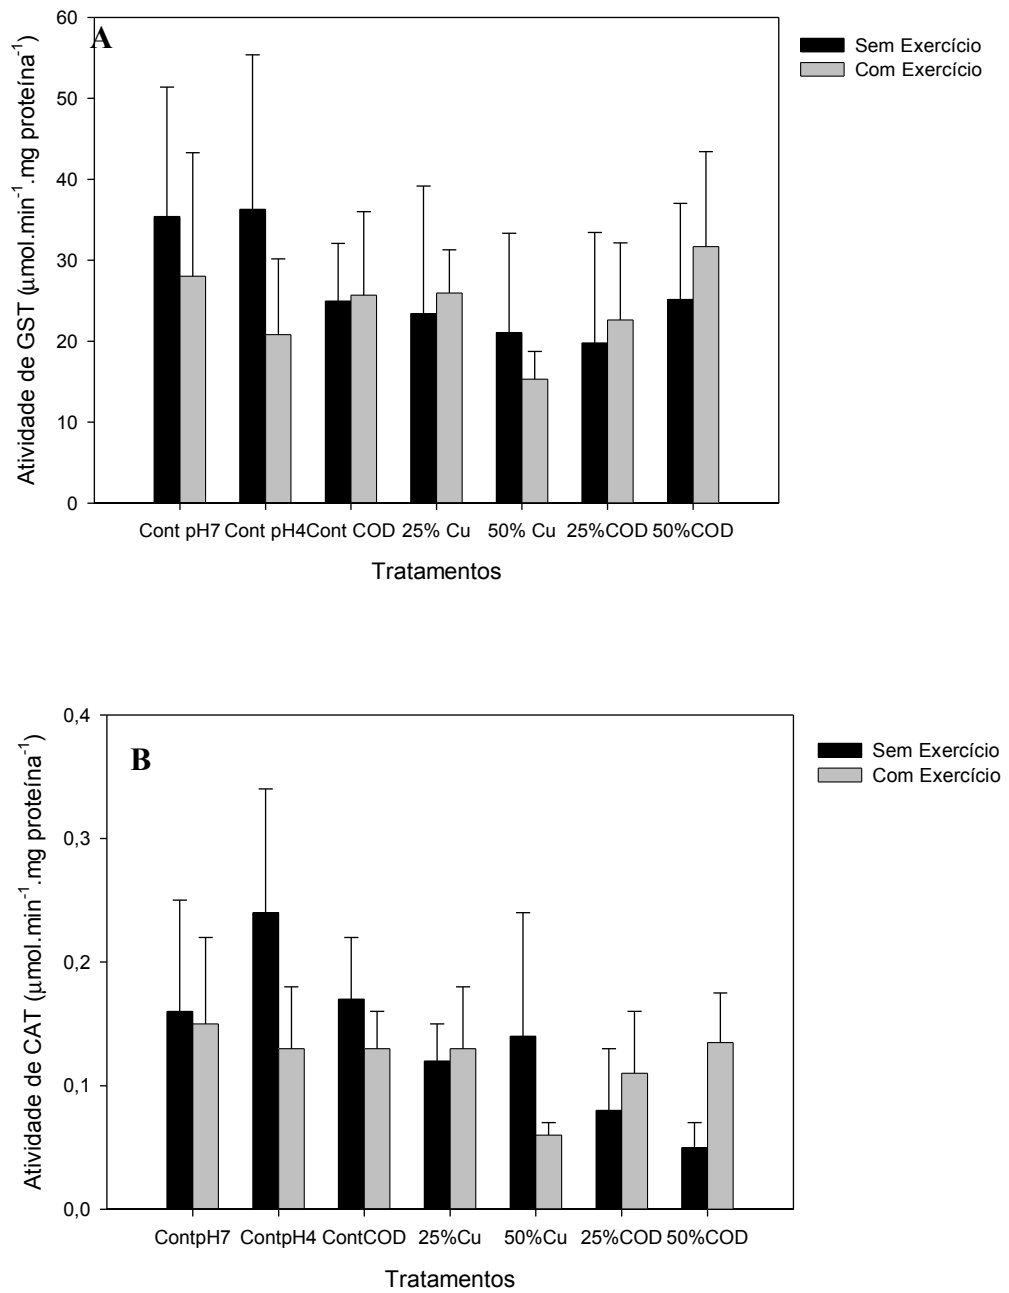 A
60
50
40
30
20
10
0
Atividade de GST (μmol.min⁻¹.mg proteína⁻¹)
Sem Exercício
Com Exercício
Cont pH7 Cont pH4 Cont COD 25% Cu 50% Cu 25%COD 50%COD
Tratamentos
B
0,4
0,3
0,2
0,1
0,0
Atividade de CAT (μmol.min⁻¹.mg proteína⁻¹)
Sem Exercício
Com Exercício
ContpH7 ContpH4 ContCOD 25%Cu 50%Cu 25%COD 50%COD
Tratamentos